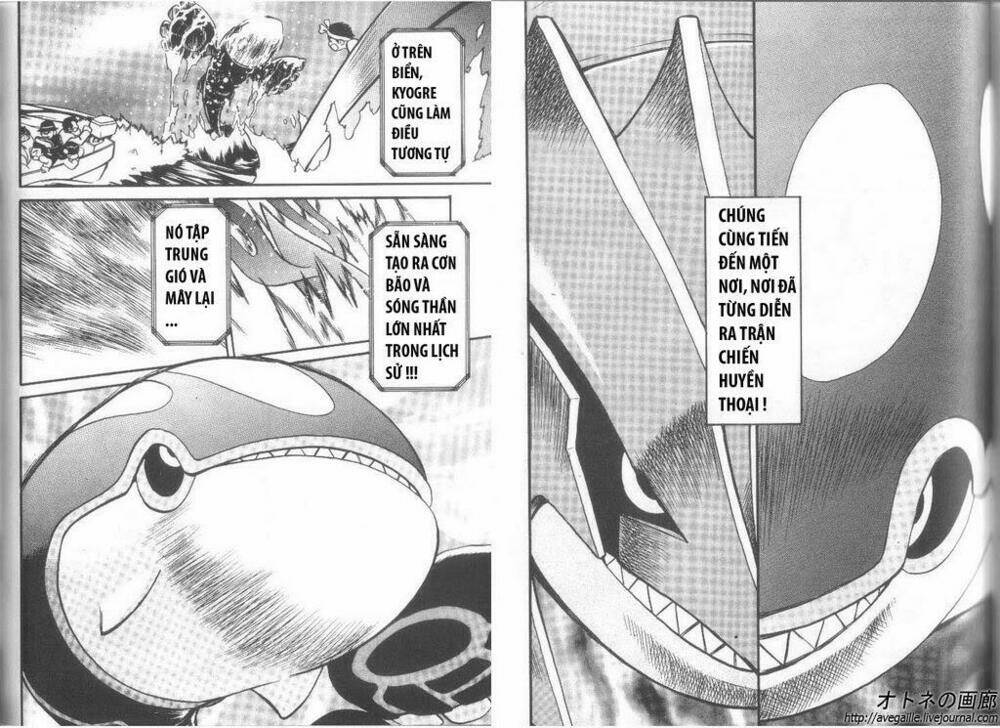 Ở TRÊN
BIỂN,
KYOGRE
CŨNG LÀM
ĐIỀU
TƯƠNG TỰ
NÓ TẬP
TRUNG
GIÓ VÀ
MÂY LẠI
...
SẴN SÀNG
TẠO RA CƠN
BÃO VÀ
SÓNG THẦN
LỚN NHẤT
TRONG LỊCH
SỬ !!!
CHÚNG
CÙNG TIẾN
ĐẾN MỘT
NƠI, NƠI ĐÃ
TỪNG DIỄN
RA TRẬN
CHIẾN
HUYỀN
THOẠI !
オトネの画廊
http://avegaille.livejournal.com